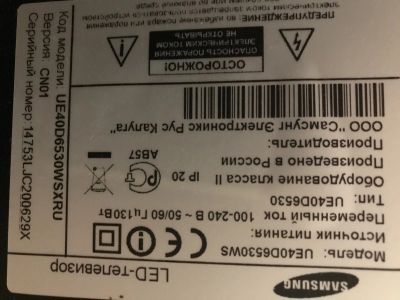 SAMSUNG
LED-телевизор
UE40D6530WS
Источник питания:
Переменный ток 100-240 В ~ 50/60 Гц 130Вт
Тип: UE40D6530
Оборудование класса II IP 20
Произведено в России
AB57
Производитель:
ООО "Самсунг Электроникс Рус Калуга"
ОСТОРОЖНО!
ОПАСНОСТЬ ПОРАЖЕНИЯ
ЭЛЕКТРИЧЕСКИМ ТОКОМ
НЕ ОТКРЫВАТЬ
ПРЕДУПРЕЖДЕНИЕ:
Код модели: UE40D6530WSXRU
Версия: CN01
Серийный номер: 14753LJC200629X